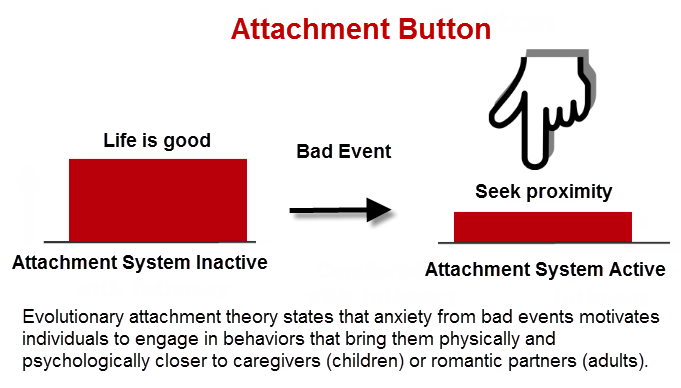 Attachment Button
Life is good
Bad Event
Seek proximity
Attachment System Inactive
Attachment System Active
Evolutionary attachment theory states that anxiety from bad events motivates
individuals to engage in behaviors that bring them physically and
psychologically closer to caregivers (children) or romantic partners (adults).